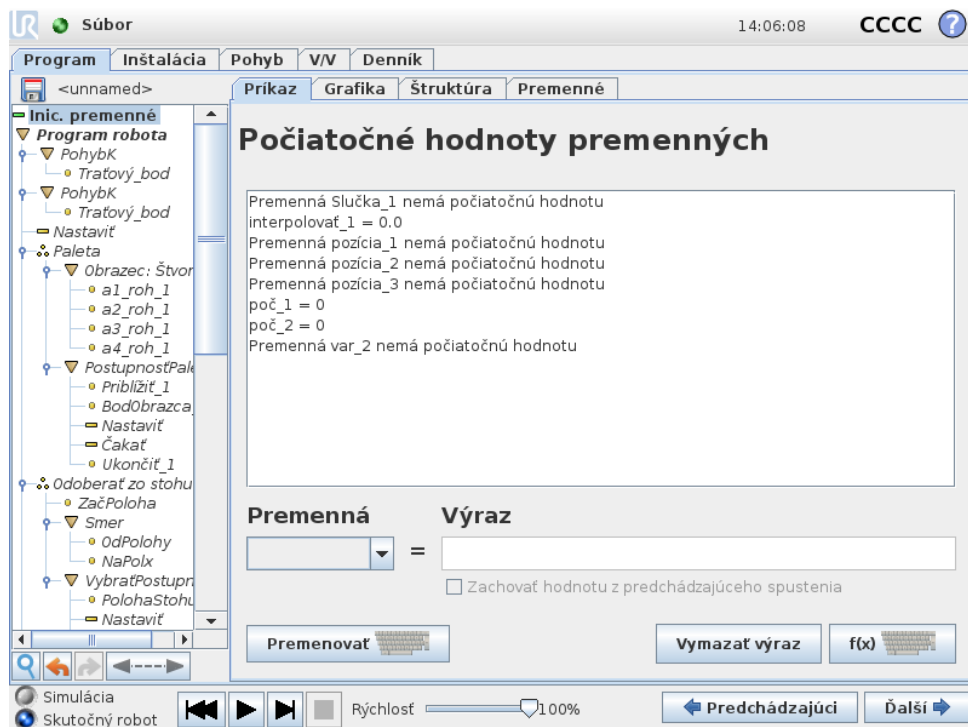 UR Súbor 14:06:08 CCCC ?
Program Inštalácia Pohyb V/V Denník
<unnamed>
Príkaz Grafika Štruktúra Premenné
Inic. premenné
Program robota
PohybK
Traťový_bod
PohybK
Traťový_bod
Nastaviť
Paleta
Obrazec: Štvor
a1_roh_1
a2_roh_1
a3_roh_1
a4_roh_1
PostupnosťPale
Priblížiť_1
BodObrazca_
Nastaviť
Čakať
Ukončiť_1
Odoberať zo stohu
ZačPoloha
Smer
OdPolohy
NaPolx
VybraťPostupn
PolohaStohu
Nastaviť
Počiatočné hodnoty premenných
Premenná Slučka_1 nemá počiatočnú hodnotu
interpolovať_1 = 0.0
Premenná pozícia_1 nemá počiatočnú hodnotu
Premenná pozícia_2 nemá počiatočnú hodnotu
Premenná pozícia_3 nemá počiatočnú hodnotu
poč_1 = 0
poč_2 = 0
Premenná var_2 nemá počiatočnú hodnotu
Premenná Výraz
=
Zachovať hodnotu z predchádzajúceho spustenia
Premenovať Vymazať výraz f(x)
Simulácia
Skutočný robot
Rýchlosť 100%
Predchádzajúci Ďalší